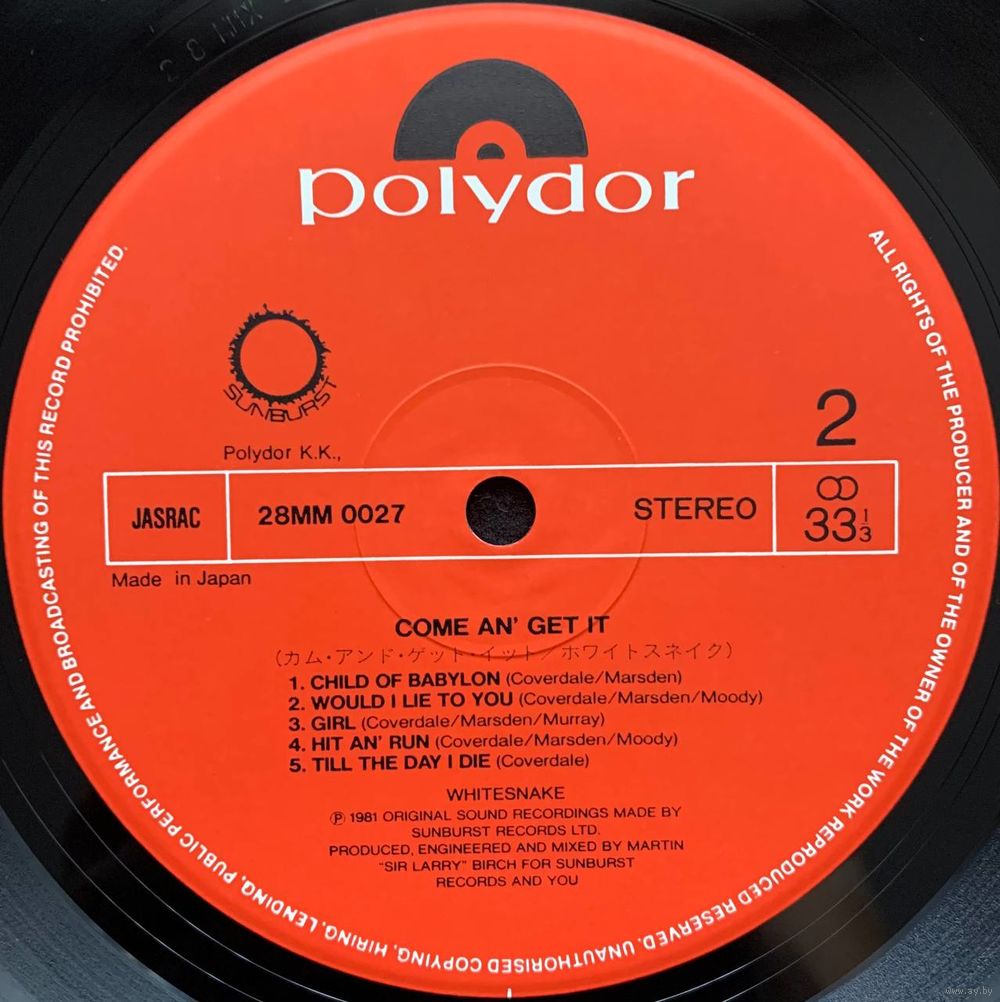 polydor
SUNBURST
2
Polydor K.K.,
JASRAC
28MM 0027
STEREO
33 1/3
Made in Japan
COME AN' GET IT
(カム・アンド・ゲット・イット/ホワイトスネイク)
1. CHILD OF BABYLON (Coverdale/Marsden)
2. WOULD I LIE TO YOU (Coverdale/Marsden/Moody)
3. GIRL (Coverdale/Marsden/Murray)
4. HIT AN' RUN (Coverdale/Marsden/Moody)
5. TILL THE DAY I DIE (Coverdale)
WHITESNAKE
Ⓟ 1981 ORIGINAL SOUND RECORDINGS MADE BY
SUNBURST RECORDS LTD.
PRODUCED, ENGINEERED AND MIXED BY MARTIN
"SIR LARRY" BIRCH FOR SUNBURST
RECORDS AND YOU
ALL RIGHTS OF THE PRODUCER AND OF THE OWNER OF THE WORK REPRODUCED RESERVED. UNAUTHORISED COPYING, HIRING, LENDING, PUBLIC PERFORMANCE AND BROADCASTING OF THIS RECORD PROHIBITED.
www.ay.by